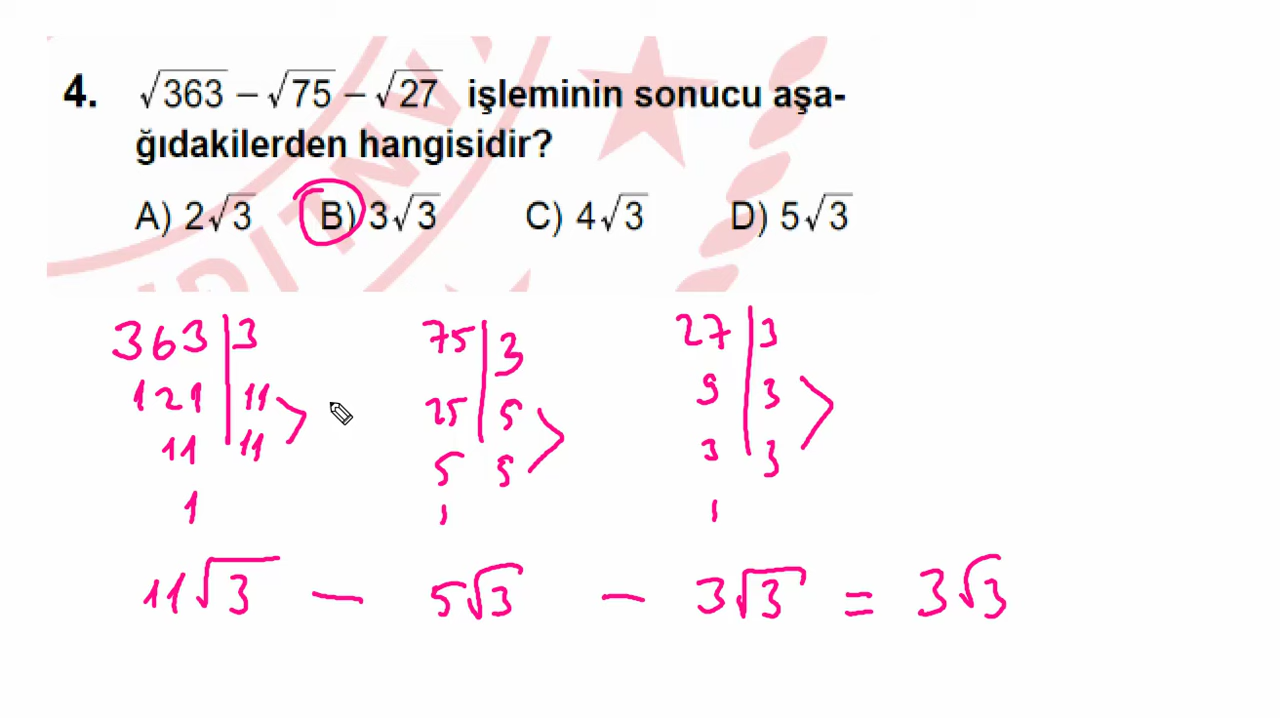 4. √363 – √75 – √27 işleminin sonucu aşa-
ğıdakilerden hangisidir?
A) 2√3 B) 3√3 C) 4√3 D) 5√3
363 | 3 75 | 3 27 | 3
121 | 11 25 | 5 9 | 3
11 | 11 5 5 3 | 3
1 1 1
11√3 – 5√3 – 3√3 = 3√3